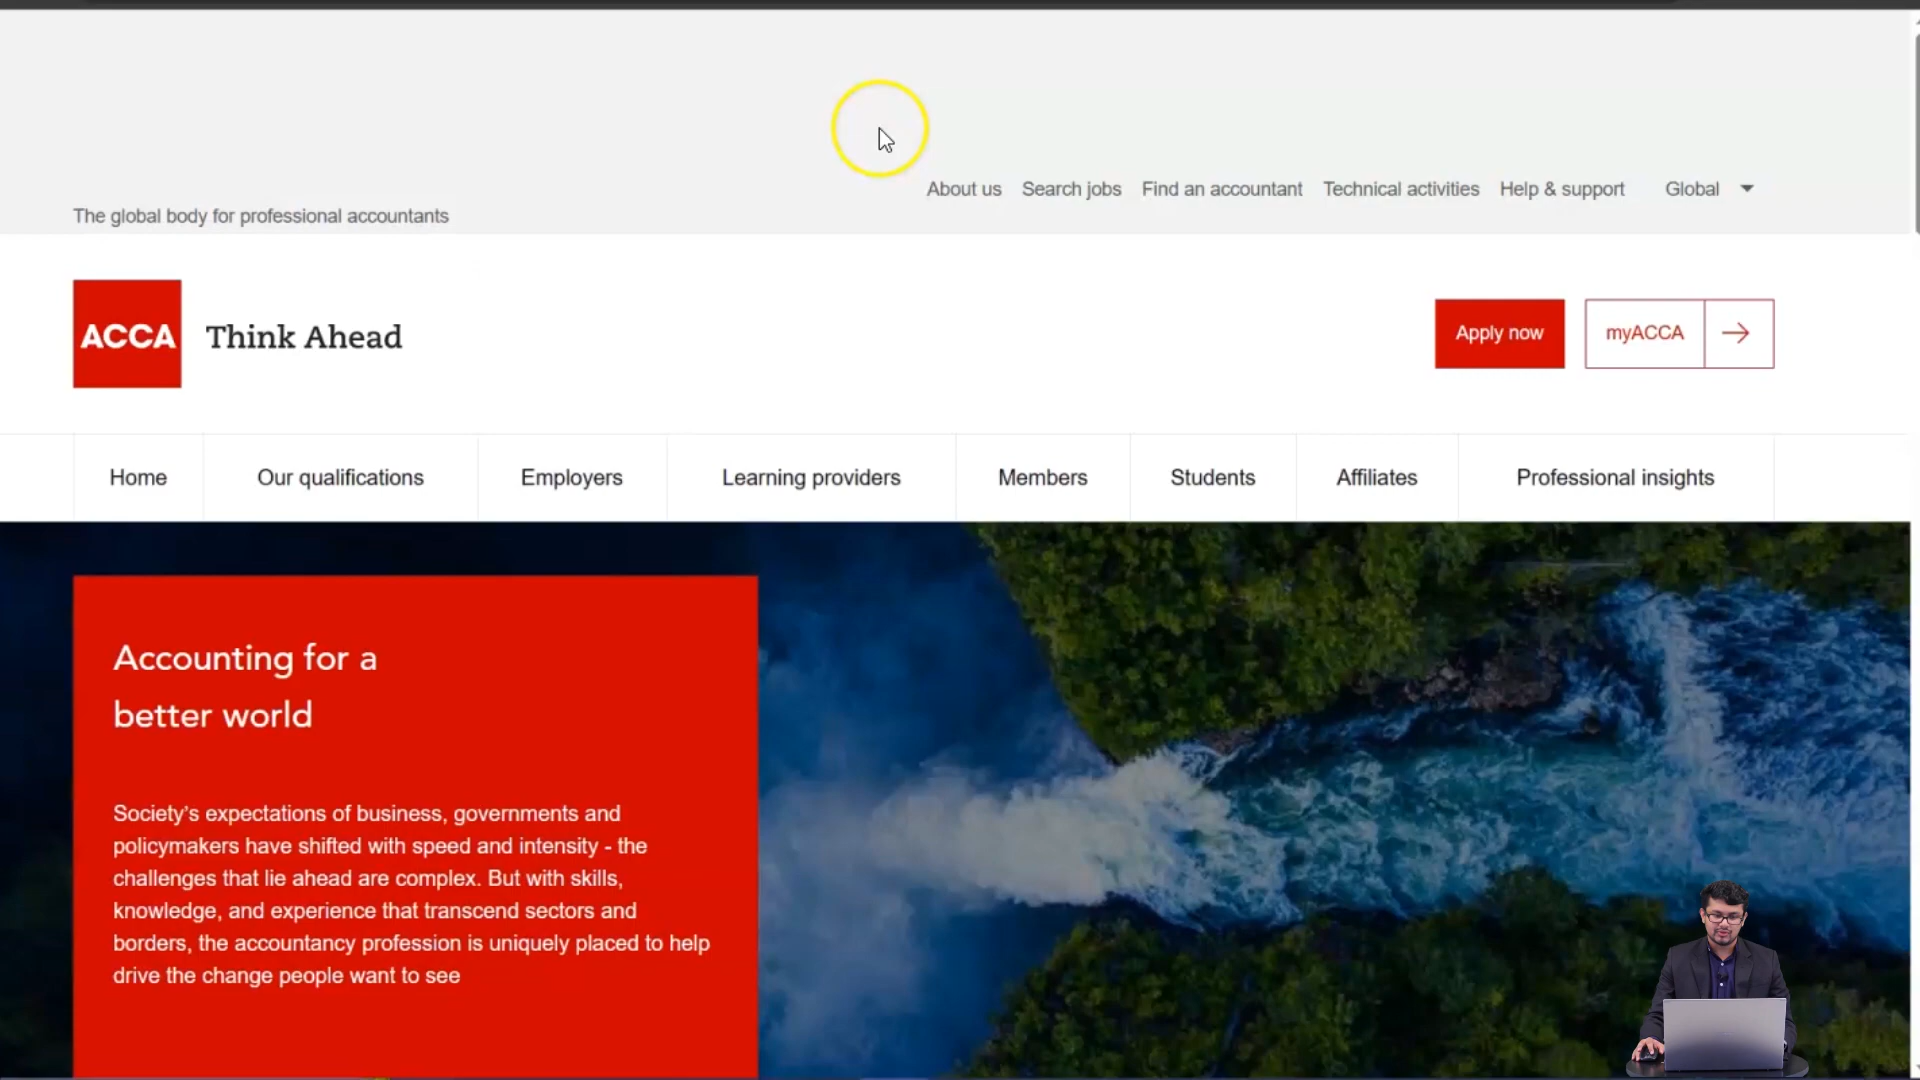 About us Search jobs Find an accountant Technical activities Help & support Global
The global body for professional accountants
ACCA Think Ahead
Apply now
myACCA
Home Our qualifications Employers Learning providers Members Students Affiliates Professional insights
Accounting for a
better world
Society's expectations of business, governments and
policymakers have shifted with speed and intensity - the
challenges that lie ahead are complex. But with skills,
knowledge, and experience that transcend sectors and
borders, the accountancy profession is uniquely placed to help
drive the change people want to see